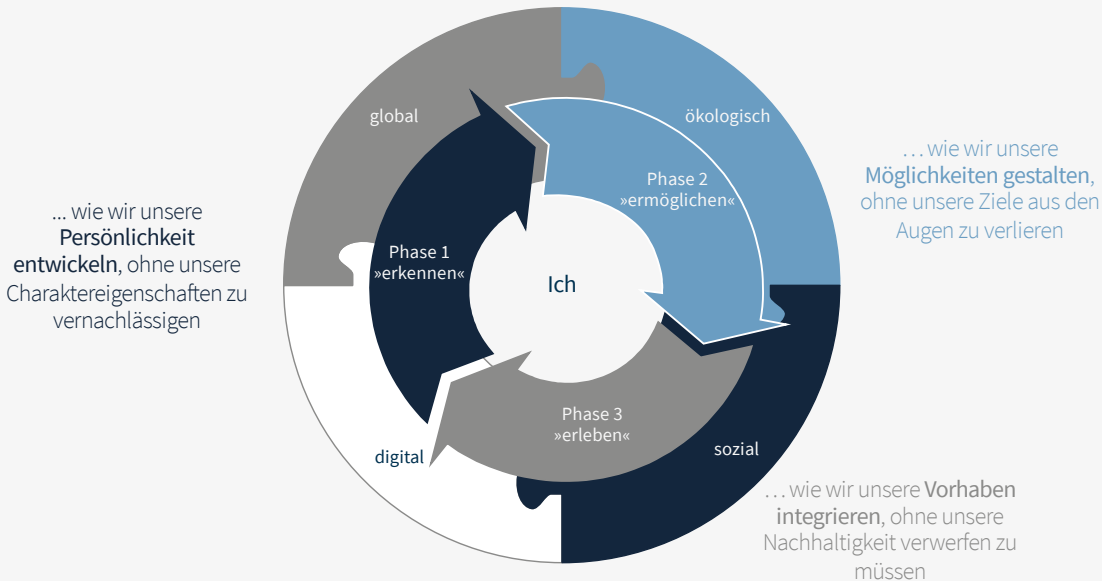 global
ökologisch
... wie wir unsere
Persönlichkeit
entwickeln, ohne unsere
Charaktereigenschaften zu
vernachlässigen
Phase 1
»erkennen«
Phase 2
»ermöglichen«
Ich
…wie wir unsere
Möglichkeiten gestalten,
ohne unsere Ziele aus den
Augen zu verlieren
Phase 3
»erleben«
digital
sozial
…wie wir unsere Vorhaben
integrieren, ohne unsere
Nachhaltigkeit verwerfen zu
müssen